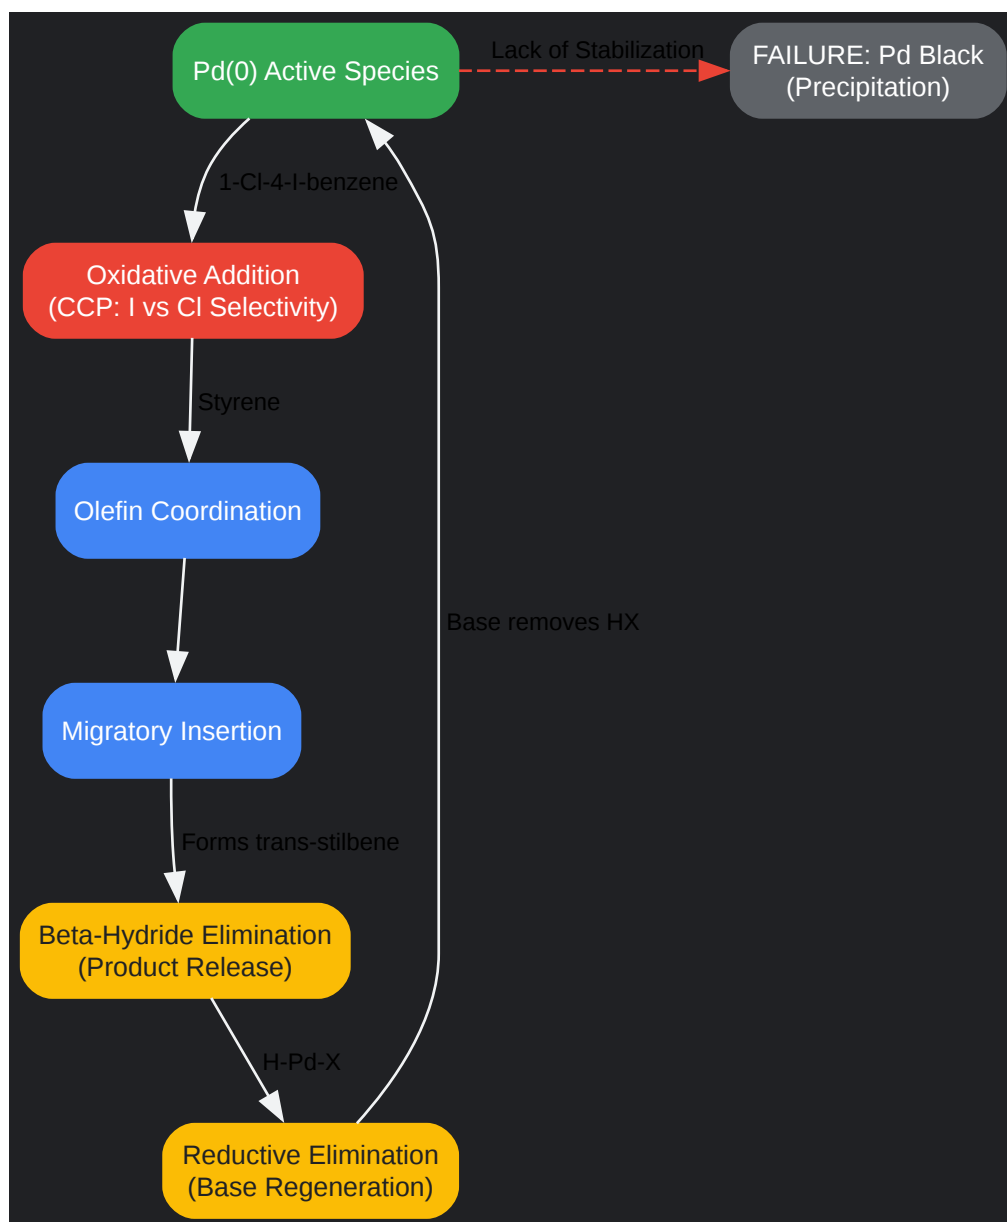 Pd(0) Active Species
Lack of Stabilization
FAILURE: Pd Black
(Precipitation)
1-Cl-4-I-benzene
Oxidative Addition
(CCP: I vs Cl Selectivity)
Styrene
Olefin Coordination
Base removes HX
Migratory Insertion
Forms trans-stilbene
Beta-Hydride Elimination
(Product Release)
H-Pd-X
Reductive Elimination
(Base Regeneration)